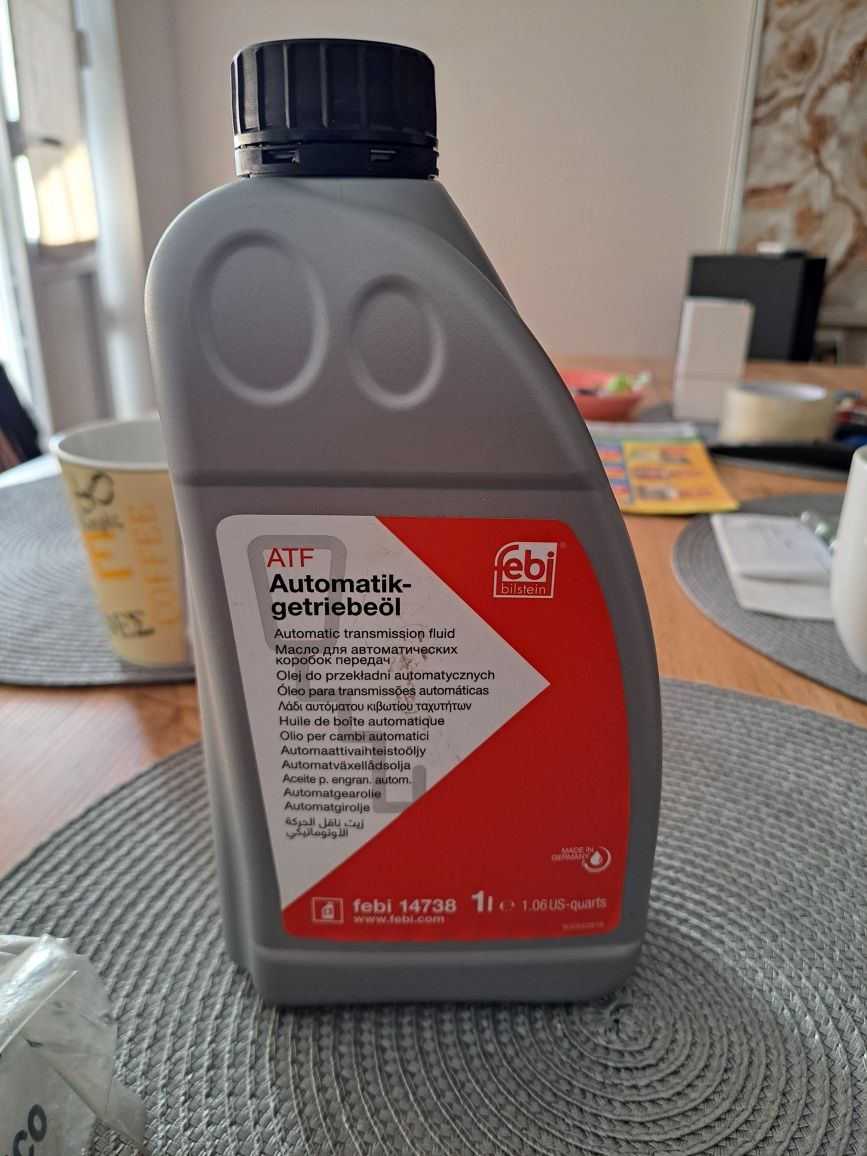 ATF
Automatik-
getriebeöl
febi®
bilstein
Automatic transmission fluid
Масло для автоматических
коробок передач
Olej do przekładni automatycznych
Óleo para transmissões automáticas
Λάδι αυτόματου κιβωτίου ταχυτήτων
Huile de boîte automatique
Olio per cambi automatici
Automaattivaihteistoöljy
Automatväxellådsolja
Aceite p. engran. autom.
Automatgearolie
Automatgirolje
زيت ناقل الحركة
الأوتوماتيكي
MADE IN
GERMANY
febi 14738
www.febi.com
1l e 1.06 US-quarts
COFFEE